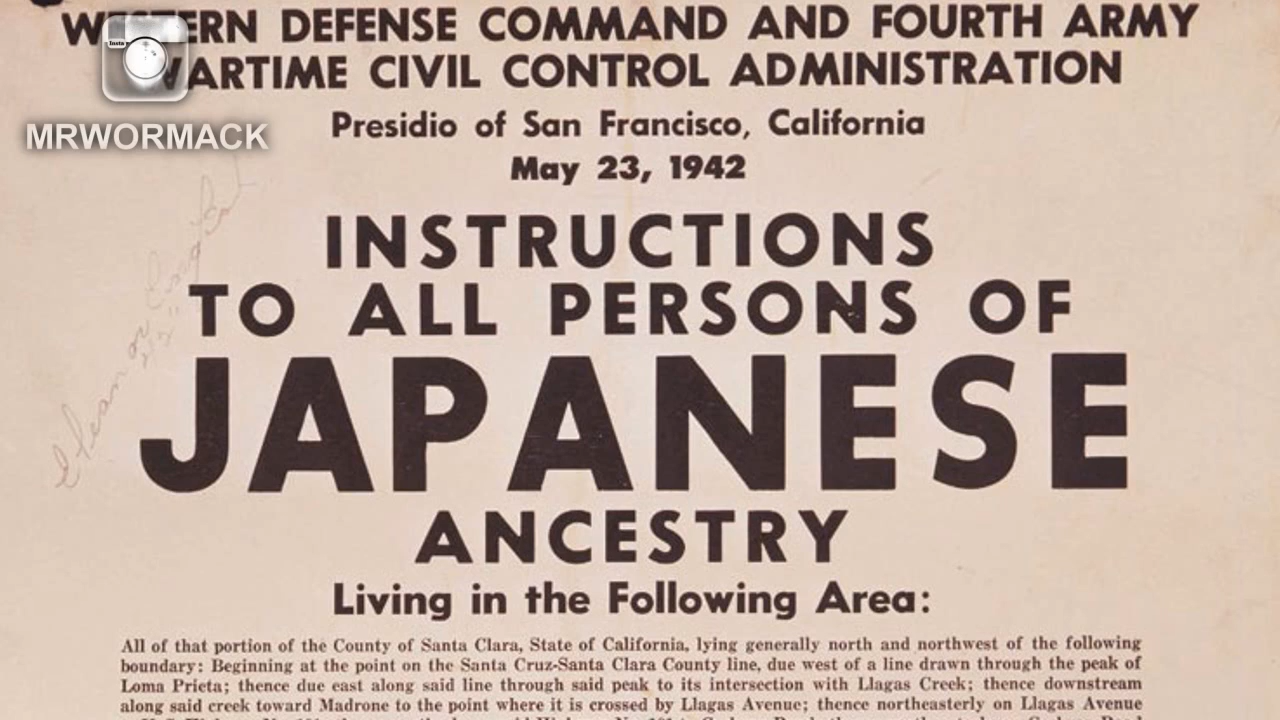 WESTERN DEFENSE COMMAND AND FOURTH ARMY
WARTIME CIVIL CONTROL ADMINISTRATION
Presidio of San Francisco, California
May 23, 1942
MRWORMACK
INSTRUCTIONS
TO ALL PERSONS OF
JAPANESE
ANCESTRY
Living in the Following Area:
All of that portion of the County of Santa Clara, State of California, lying generally north and northwest of the following
boundary: Beginning at the point on the Santa Cruz-Santa Clara County line, due west of a line drawn through the peak of
Loma Prieta; thence due east along said line through said peak to its intersection with Llagas Creek; thence downstream
along said creek toward Madrone to the point where it is crossed by Llagas Avenue; thence northeasterly on Llagas Avenue